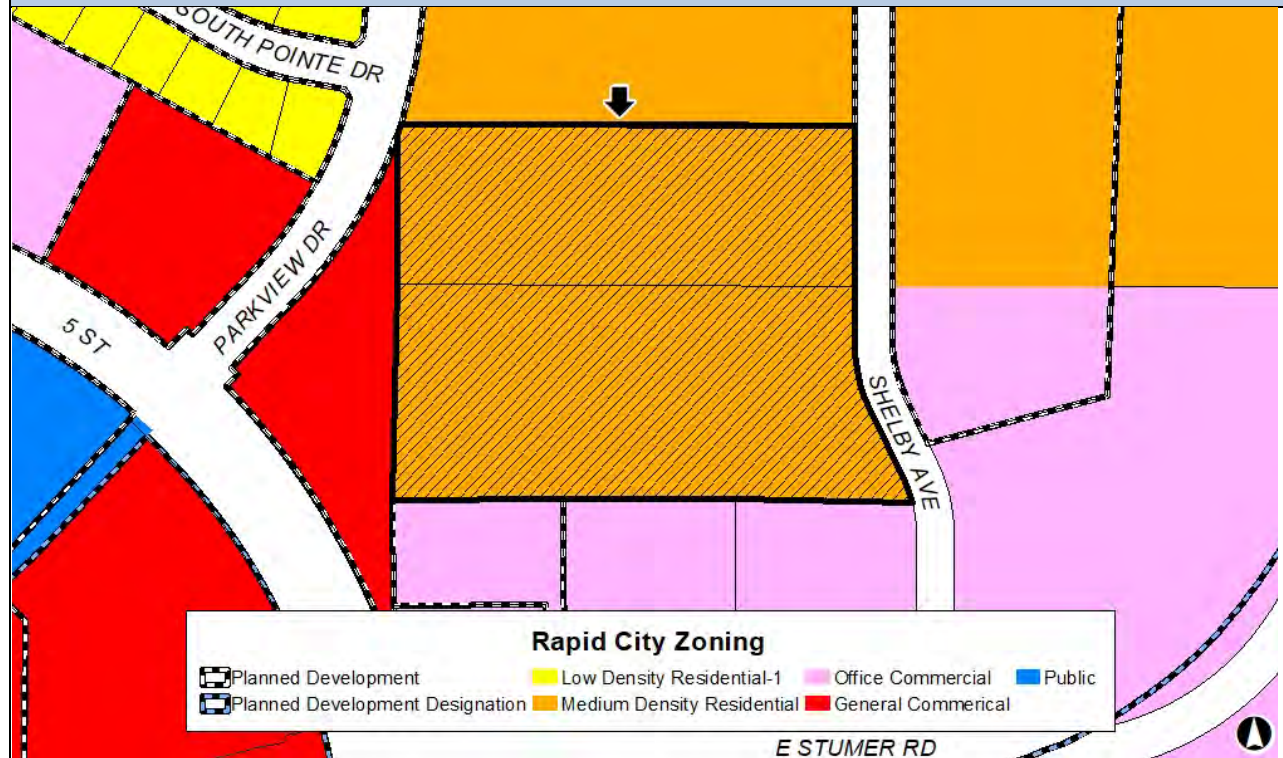 SOUTH POINTE DR
PARKVIEW DR
5 ST
SHELBY AVE
Rapid City Zoning
Planned Development
Low Density Residential-1
Office Commercial
Public
Planned Development Designation
Medium Density Residential
General Commerical
E STUMER RD